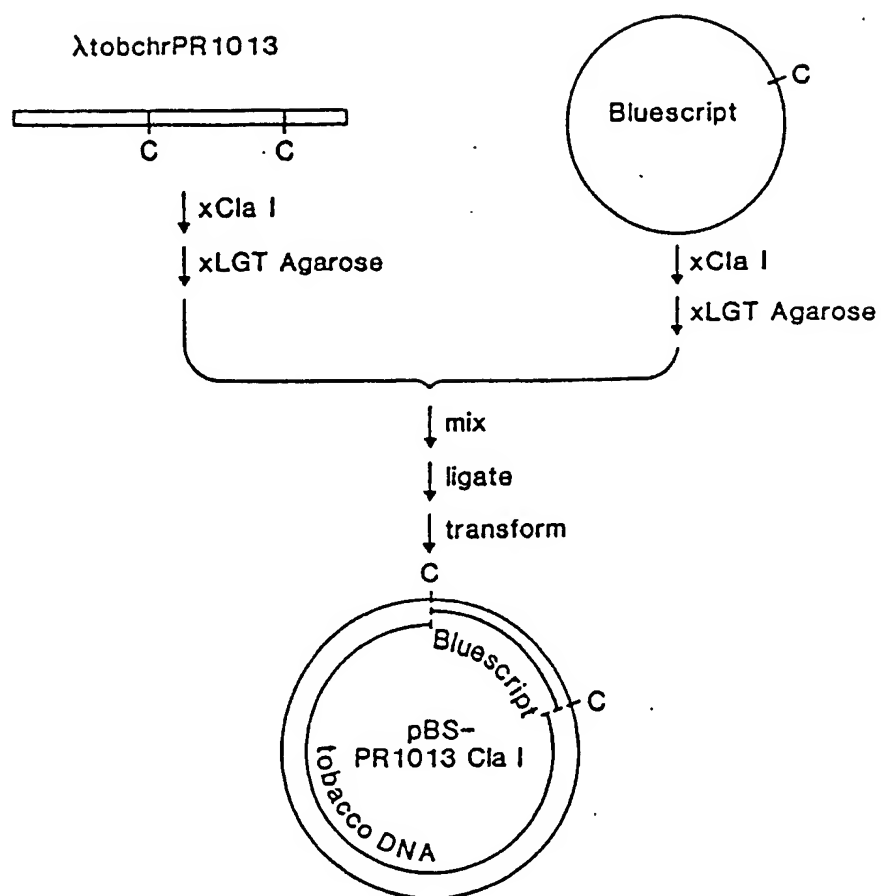 λtobchrPR1013
C C
xCla I
xLGT Agarose
Bluescript
C
xCla I
xLGT Agarose
mix
ligate
transform
C
Bluescript
C
pBS-
PR1013 Cla I
tobacco DNA